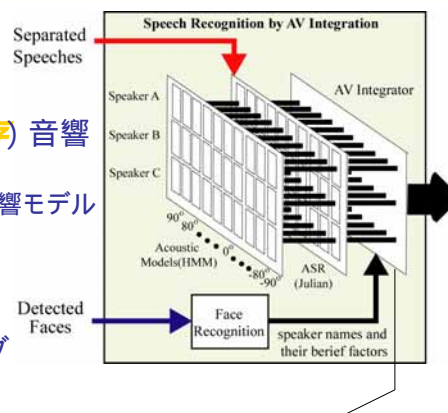 Speech Recognition by AV Integration
Separated
Speeches
AV Integrator
Speaker A
字) 音響
Speaker B
Speaker C
響モデル
90°
80°
0°
-80°
-90°
Acoustic
Models(HMM)
ASR
(Julian)
Detected
Faces
Face
Recognition
speaker names and
their berief factors
グ